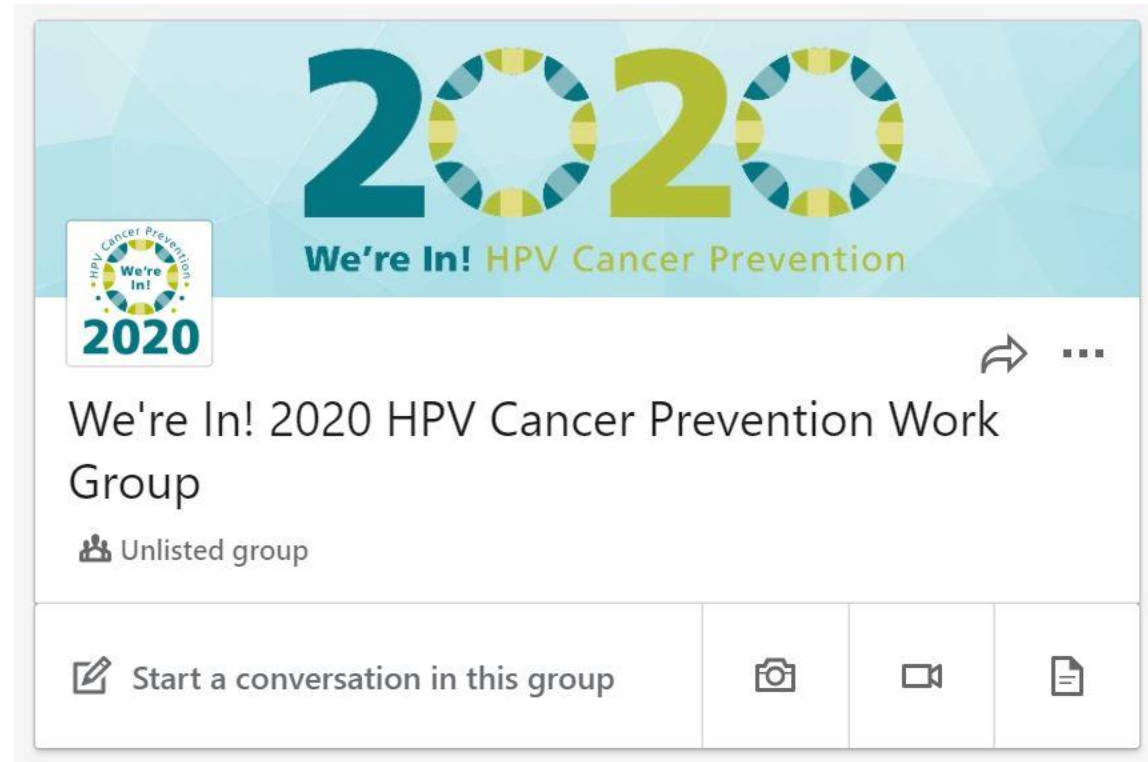 2020
We're In! HPV Cancer Prevention
HPV Cancer Prevention
We're
In!
2020
We're In! 2020 HPV Cancer Prevention Work
Group
Unlisted group
Start a conversation in this group